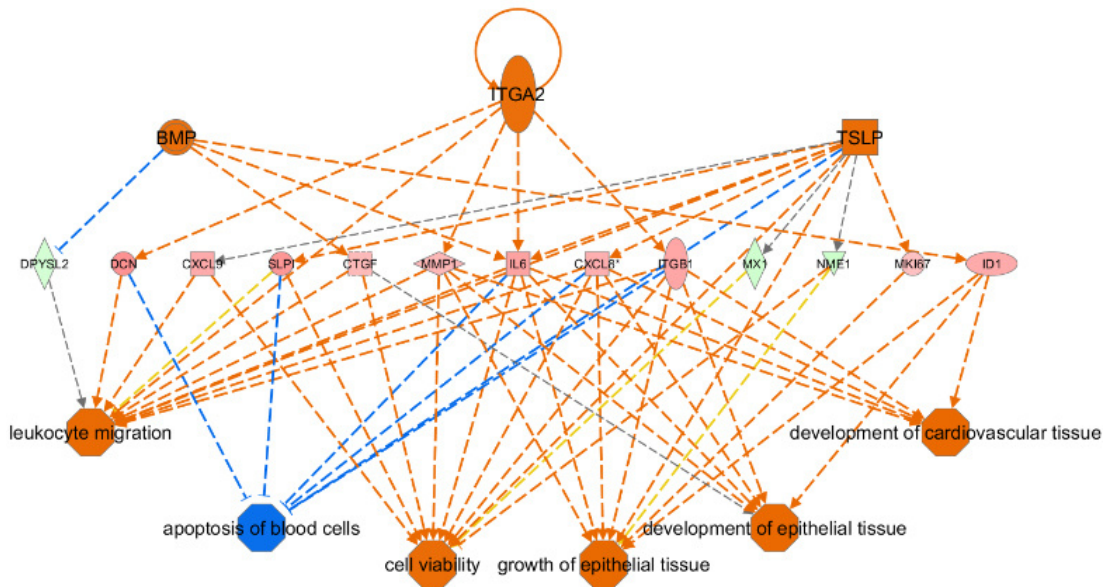 ITGA2
BMP
TSLP
DPYSL2
DCN
CXCL9
SLPI
CTGF
MMP1
IL6
CXCL8*
ITGB1
MX1
NME1
MKI67
ID1
leukocyte migration
development of cardiovascular tissue
apoptosis of blood cells
development of epithelial tissue
cell viability
growth of epithelial tissue